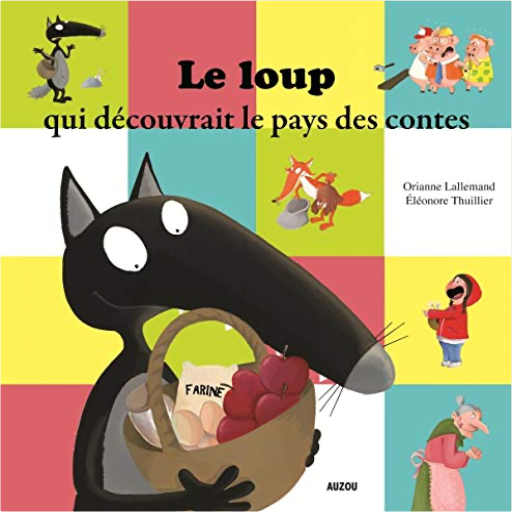 Le loup
qui découvrait le pays des contes
Orianne Lallemand
Éléonore Thuillier
FARINE
AUZOU